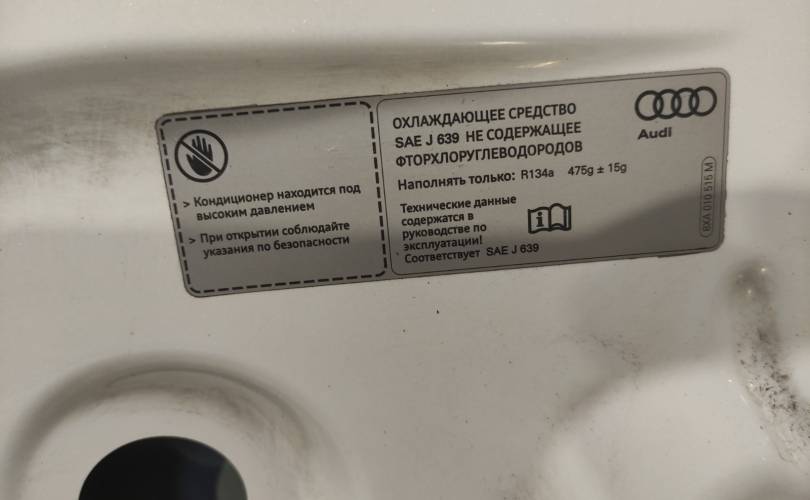 > Кондиционер находится под
высоким давлением
> При открытии соблюдайте
указания по безопасности
ОХЛАЖДАЮЩЕЕ СРЕДСТВО
SAE J 639 НЕ СОДЕРЖАЩЕЕ
ФТОРХЛОРУГЛЕВОДОРОДОВ
Наполнять только: R134a 475g ± 15g
Технические данные
содержатся в
руководстве по
эксплуатации!
Соответствует SAE J 639
Audi
8XA 010 515 M